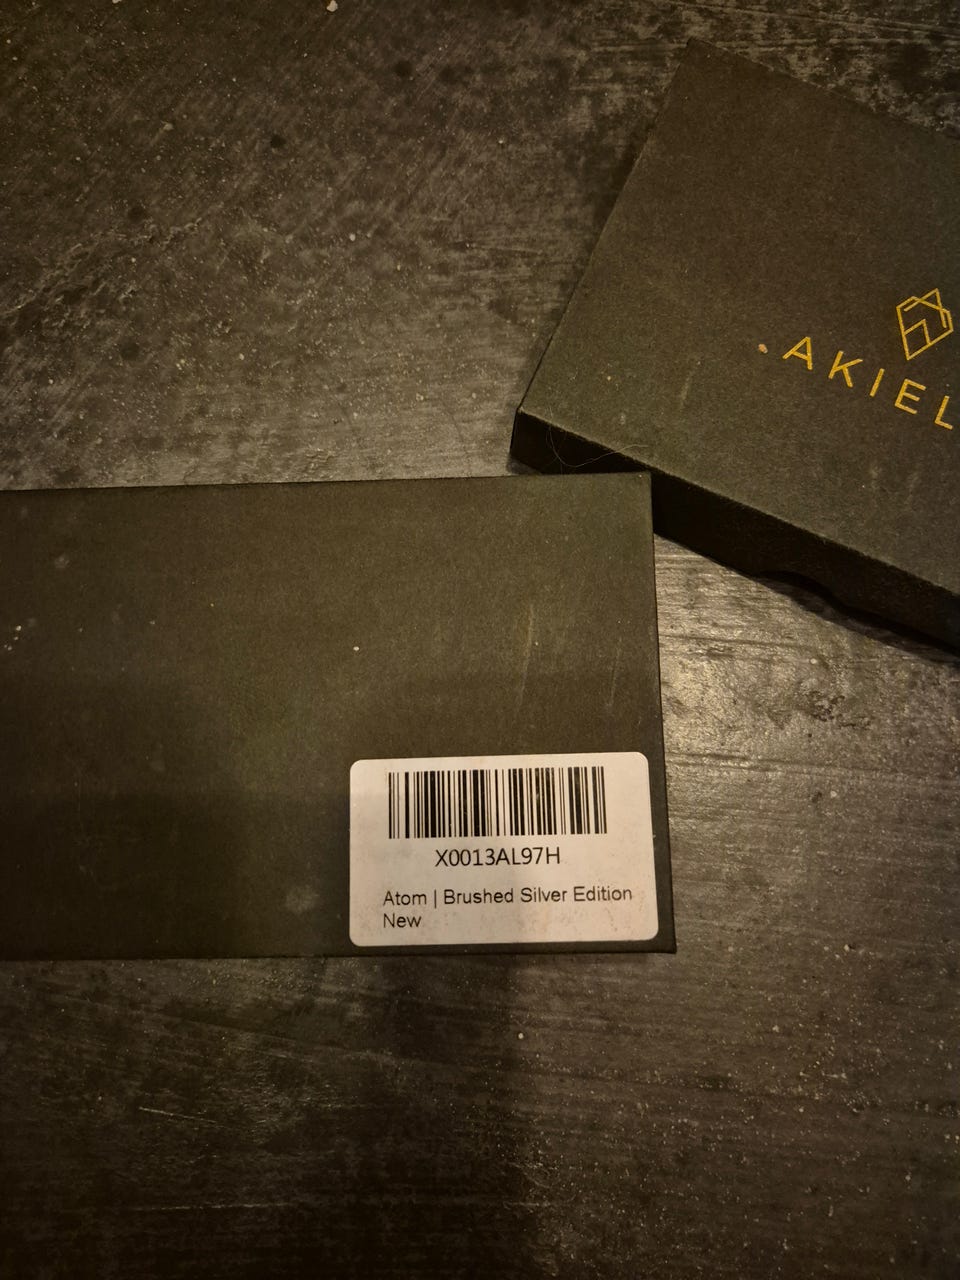 .AKIEL
X0013AL97H
Atom | Brushed Silver Edition
New